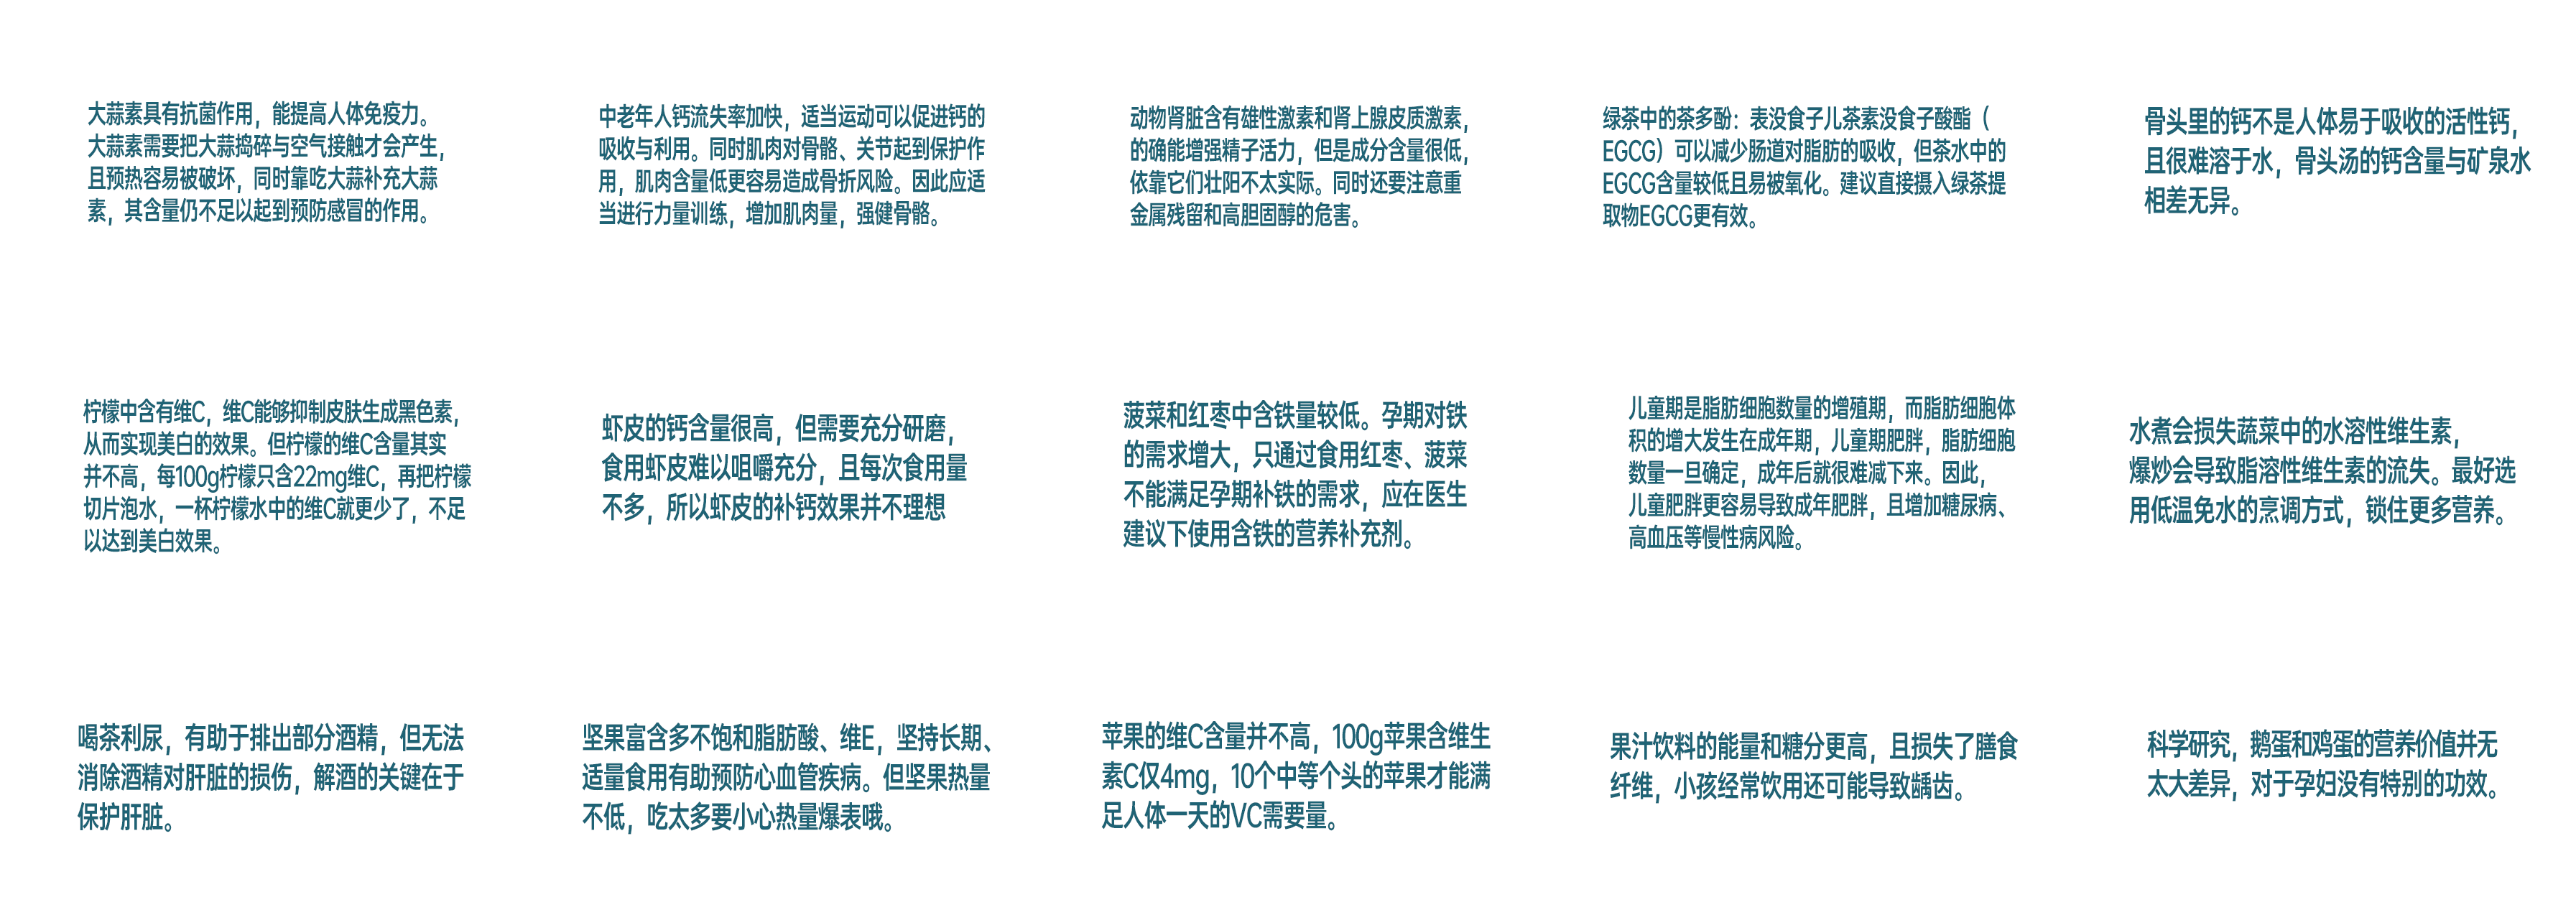 大蒜素具有抗菌作用，能提高人体免疫力。
大蒜素需要把大蒜捣碎与空气接触才会产生，
且预热容易被破坏，同时靠吃大蒜补充大蒜
素，其含量仍不足以起到预防感冒的作用。
中老年人钙流失率加快，适当运动可以促进钙的
吸收与利用。同时肌肉对骨骼、关节起到保护作
用，肌肉含量低更容易造成骨折风险。因此应适
当进行力量训练，增加肌肉量，强健骨骼。
动物肾脏含有雄性激素和肾上腺皮质激素，
的确能增强精子活力，但是成分含量很低，
依靠它们壮阳不太实际。同时还要注意重
金属残留和高胆固醇的危害。
绿茶中的茶多酚：表没食子儿茶素没食子酸酯（
EGCG）可以减少肠道对脂肪的吸收，但茶水中的
EGCG含量较低且易被氧化。建议直接摄入绿茶提
取物EGCG更有效。
骨头里的钙不是人体易于吸收的活性钙，
且很难溶于水，骨头汤的钙含量与矿泉水
相差无异。
柠檬中含有维C，维C能够抑制皮肤生成黑色素，
从而实现美白的效果。但柠檬的维C含量其实
并不高，每100g柠檬只含22mg维C，再把柠檬
切片泡水，一杯柠檬水中的维C就更少了，不足
以达到美白效果。
虾皮的钙含量很高，但需要充分研磨，
食用虾皮难以咀嚼充分，且每次食用量
不多，所以虾皮的补钙效果并不理想
菠菜和红枣中含铁量较低。孕期对铁
的需求增大，只通过食用红枣、菠菜
不能满足孕期补铁的需求，应在医生
建议下使用含铁的营养补充剂。
儿童期是脂肪细胞数量的增殖期，而脂肪细胞体
积的增大发生在成年期，儿童期肥胖，脂肪细胞
数量一旦确定，成年后就很难减下来。因此，
儿童肥胖更容易导致成年肥胖，且增加糖尿病、
高血压等慢性病风险。
水煮会损失蔬菜中的水溶性维生素，
爆炒会导致脂溶性维生素的流失。最好选
用低温免水的烹调方式，锁住更多营养。
喝茶利尿，有助于排出部分酒精，但无法
消除酒精对肝脏的损伤，解酒的关键在于
保护肝脏。
坚果富含多不饱和脂肪酸、维E，坚持长期、
适量食用有助预防心血管疾病。但坚果热量
不低，吃太多要小心热量爆表哦。
苹果的维C含量并不高，100g苹果含维生
素C仅4mg，10个中等个头的苹果才能满
足人体一天的VC需要量。
果汁饮料的能量和糖分更高，且损失了膳食
纤维，小孩经常饮用还可能导致龋齿。
科学研究，鹅蛋和鸡蛋的营养价值并无
太大差异，对于孕妇没有特别的功效。